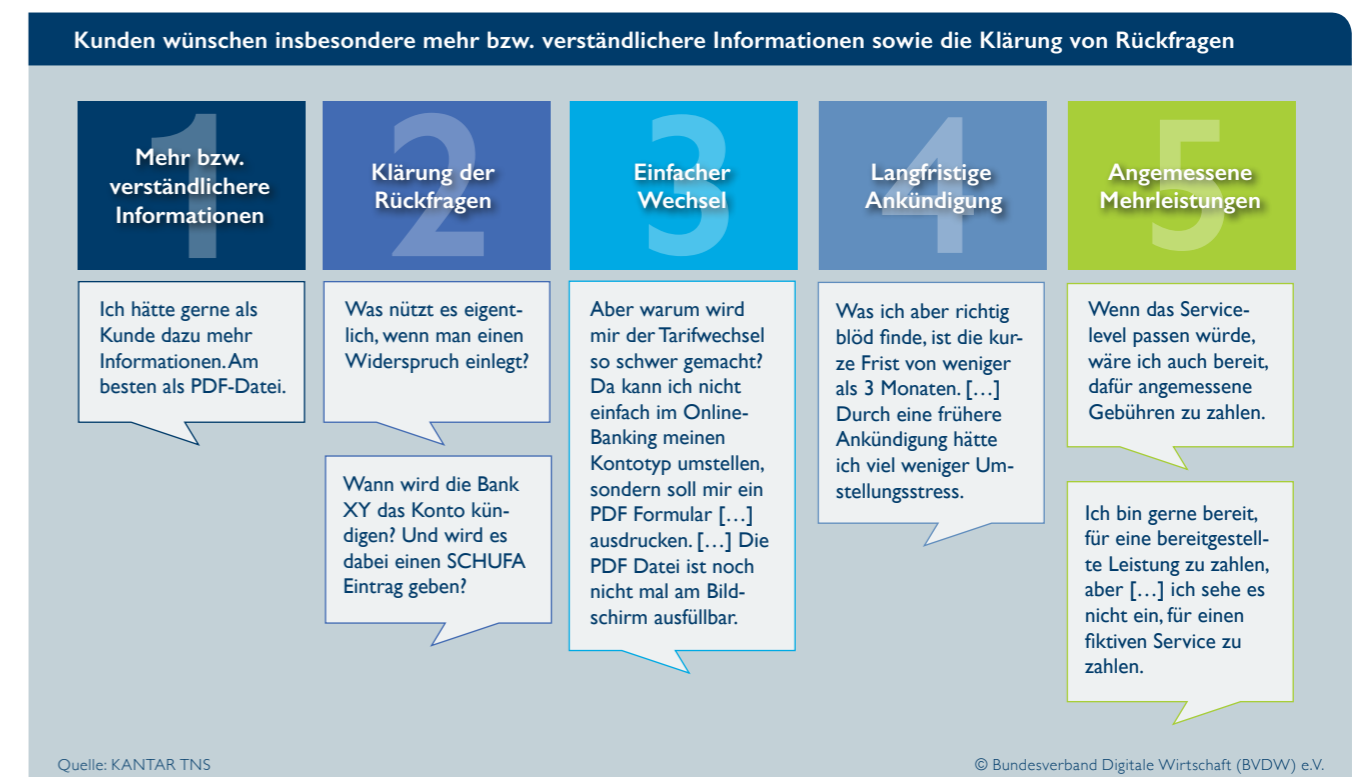 Kunden wünschen insbesondere mehr bzw. verständlichere Informationen sowie die Klärung von Rückfragen
1
Mehr bzw.
verständlichere
Informationen
Ich hätte gerne als
Kunde dazu mehr
Informationen. Am
besten als PDF-Datei.
2
Klärung der
Rückfragen
Was nützt es eigent-
lich, wenn man einen
Widerspruch einlegt?
Wann wird die Bank
XY das Konto kün-
digen? Und wird es
dabei einen SCHUFA
Eintrag geben?
3
Einfacher
Wechsel
Aber warum wird
mir der Tarifwechsel
so schwer gemacht?
Da kann ich nicht
einfach im Online-
Banking meinen
Kontotyp umstellen,
sondern soll mir ein
PDF Formular […]
ausdrucken. […] Die
PDF Datei ist noch
nicht mal am Bild-
schirm ausfüllbar.
4
Langfristige
Ankündigung
Was ich aber richtig
blöd finde, ist die kur-
ze Frist von weniger
als 3 Monaten. […]
Durch eine frühere
Ankündigung hätte
ich viel weniger Um-
stellungsstress.
5
Angemessene
Mehrleistungen
Wenn das Service-
level passen würde,
wäre ich auch bereit,
dafür angemessene
Gebühren zu zahlen.
Ich bin gerne bereit,
für eine bereitgestell-
te Leistung zu zahlen,
aber […] ich sehe es
nicht ein, für einen
fiktiven Service zu
zahlen.
Quelle: KANTAR TNS
© Bundesverband Digitale Wirtschaft (BVDW) e.V.